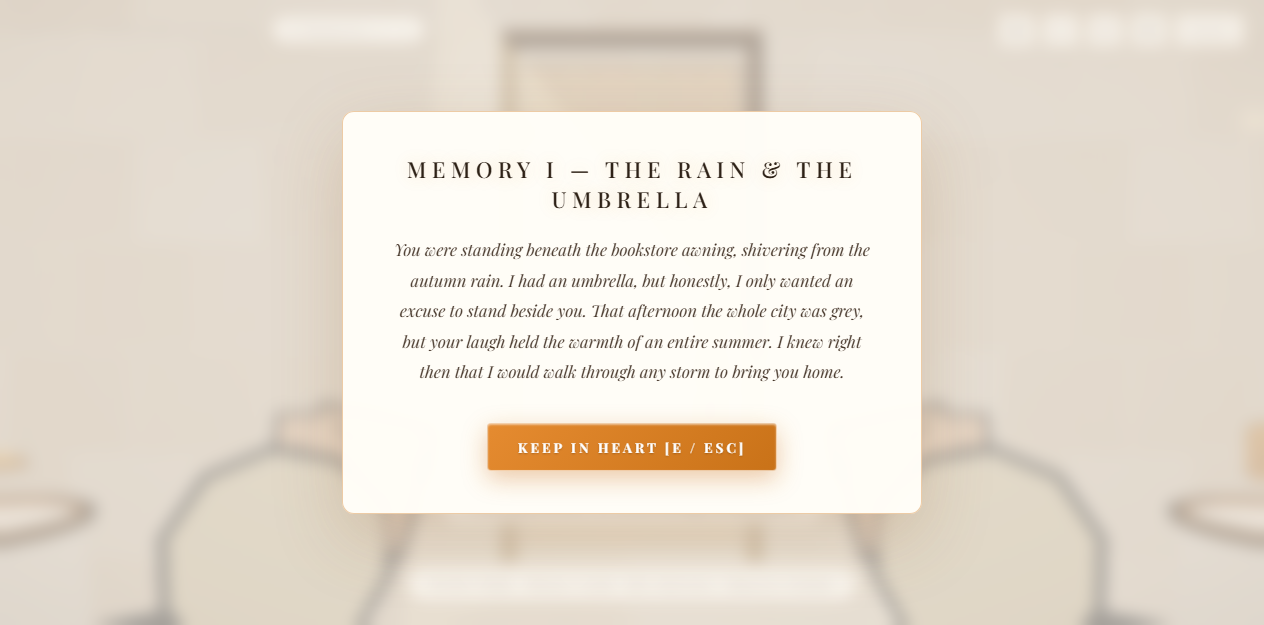 MEMORY I — THE RAIN & THE
UMBRELLA
You were standing beneath the bookstore awning, shivering from the
autumn rain. I had an umbrella, but honestly, I only wanted an
excuse to stand beside you. That afternoon the whole city was grey,
but your laugh held the warmth of an entire summer. I knew right
then that I would walk through any storm to bring you home.
KEEP IN HEART [E / ESC]